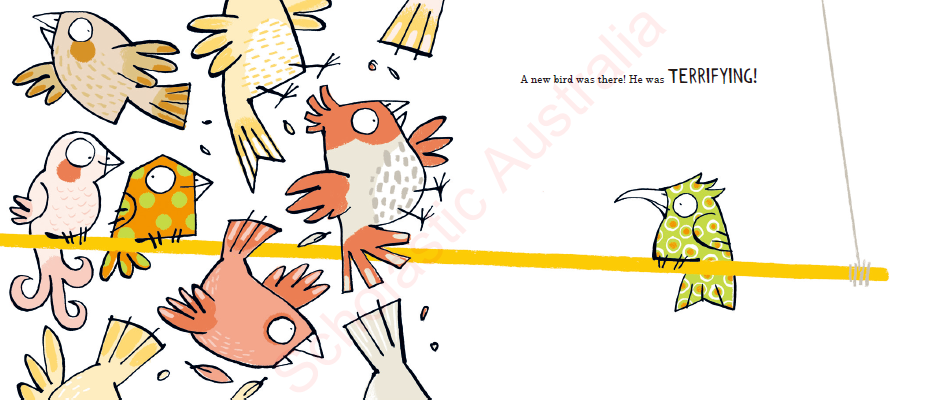 A new bird was there! He was TERRIFYING!
Scholastic Australia